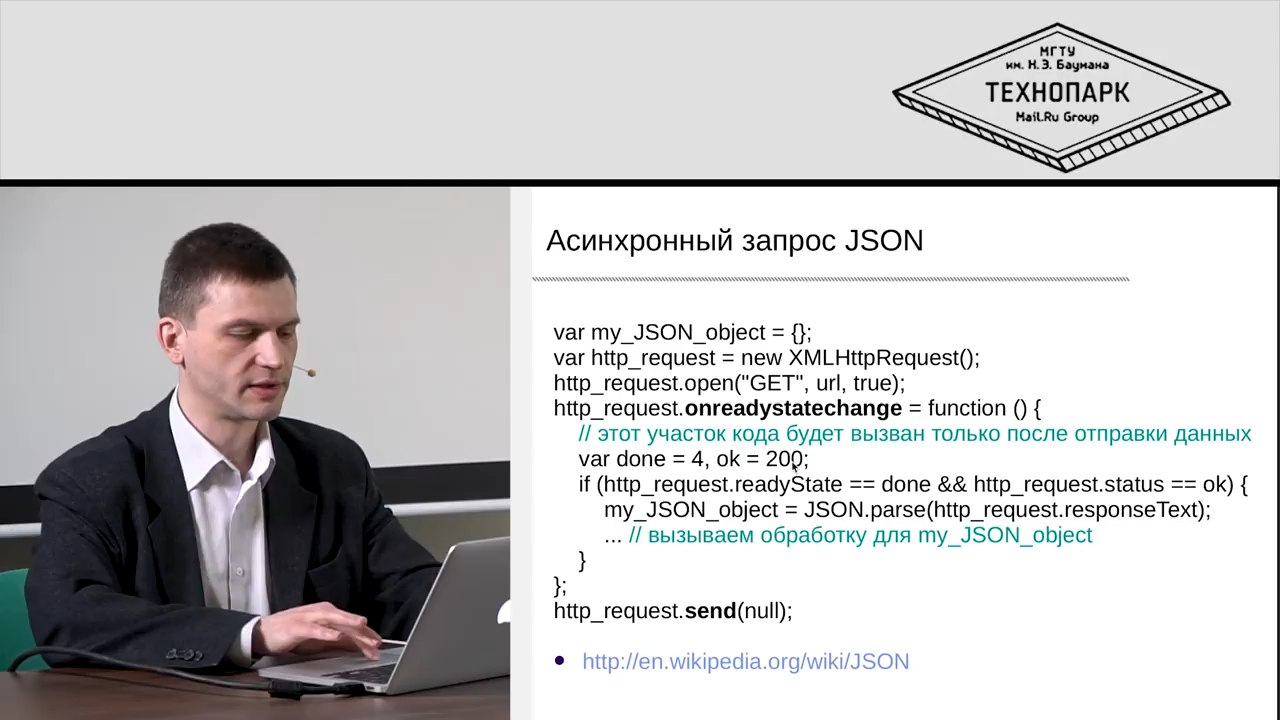 МГТУ
им. Н.Э. Баумана
ТЕХНОПАРК
Mail.Ru Group
Асинхронный запрос JSON
var my_JSON_object = {};
var http_request = new XMLHttpRequest();
http_request.open("GET", url, true);
http_request.onreadystatechange = function () {
// этот участок кода будет вызван только после отправки данных
var done = 4, ok = 200;
if (http_request.readyState == done && http_request.status == ok) {
my_JSON_object = JSON.parse(http_request.responseText);
... // вызываем обработку для my_JSON_object
}
};
http_request.send(null);
http://en.wikipedia.org/wiki/JSON